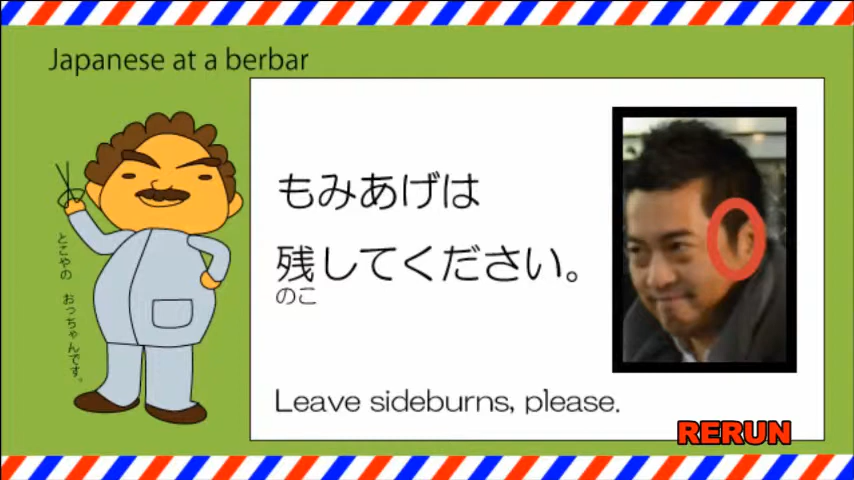 Japanese at a berbar
とこやの おっちゃんです。
もみあげは
残してください。
のこ
Leave sideburns, please.
RERUN